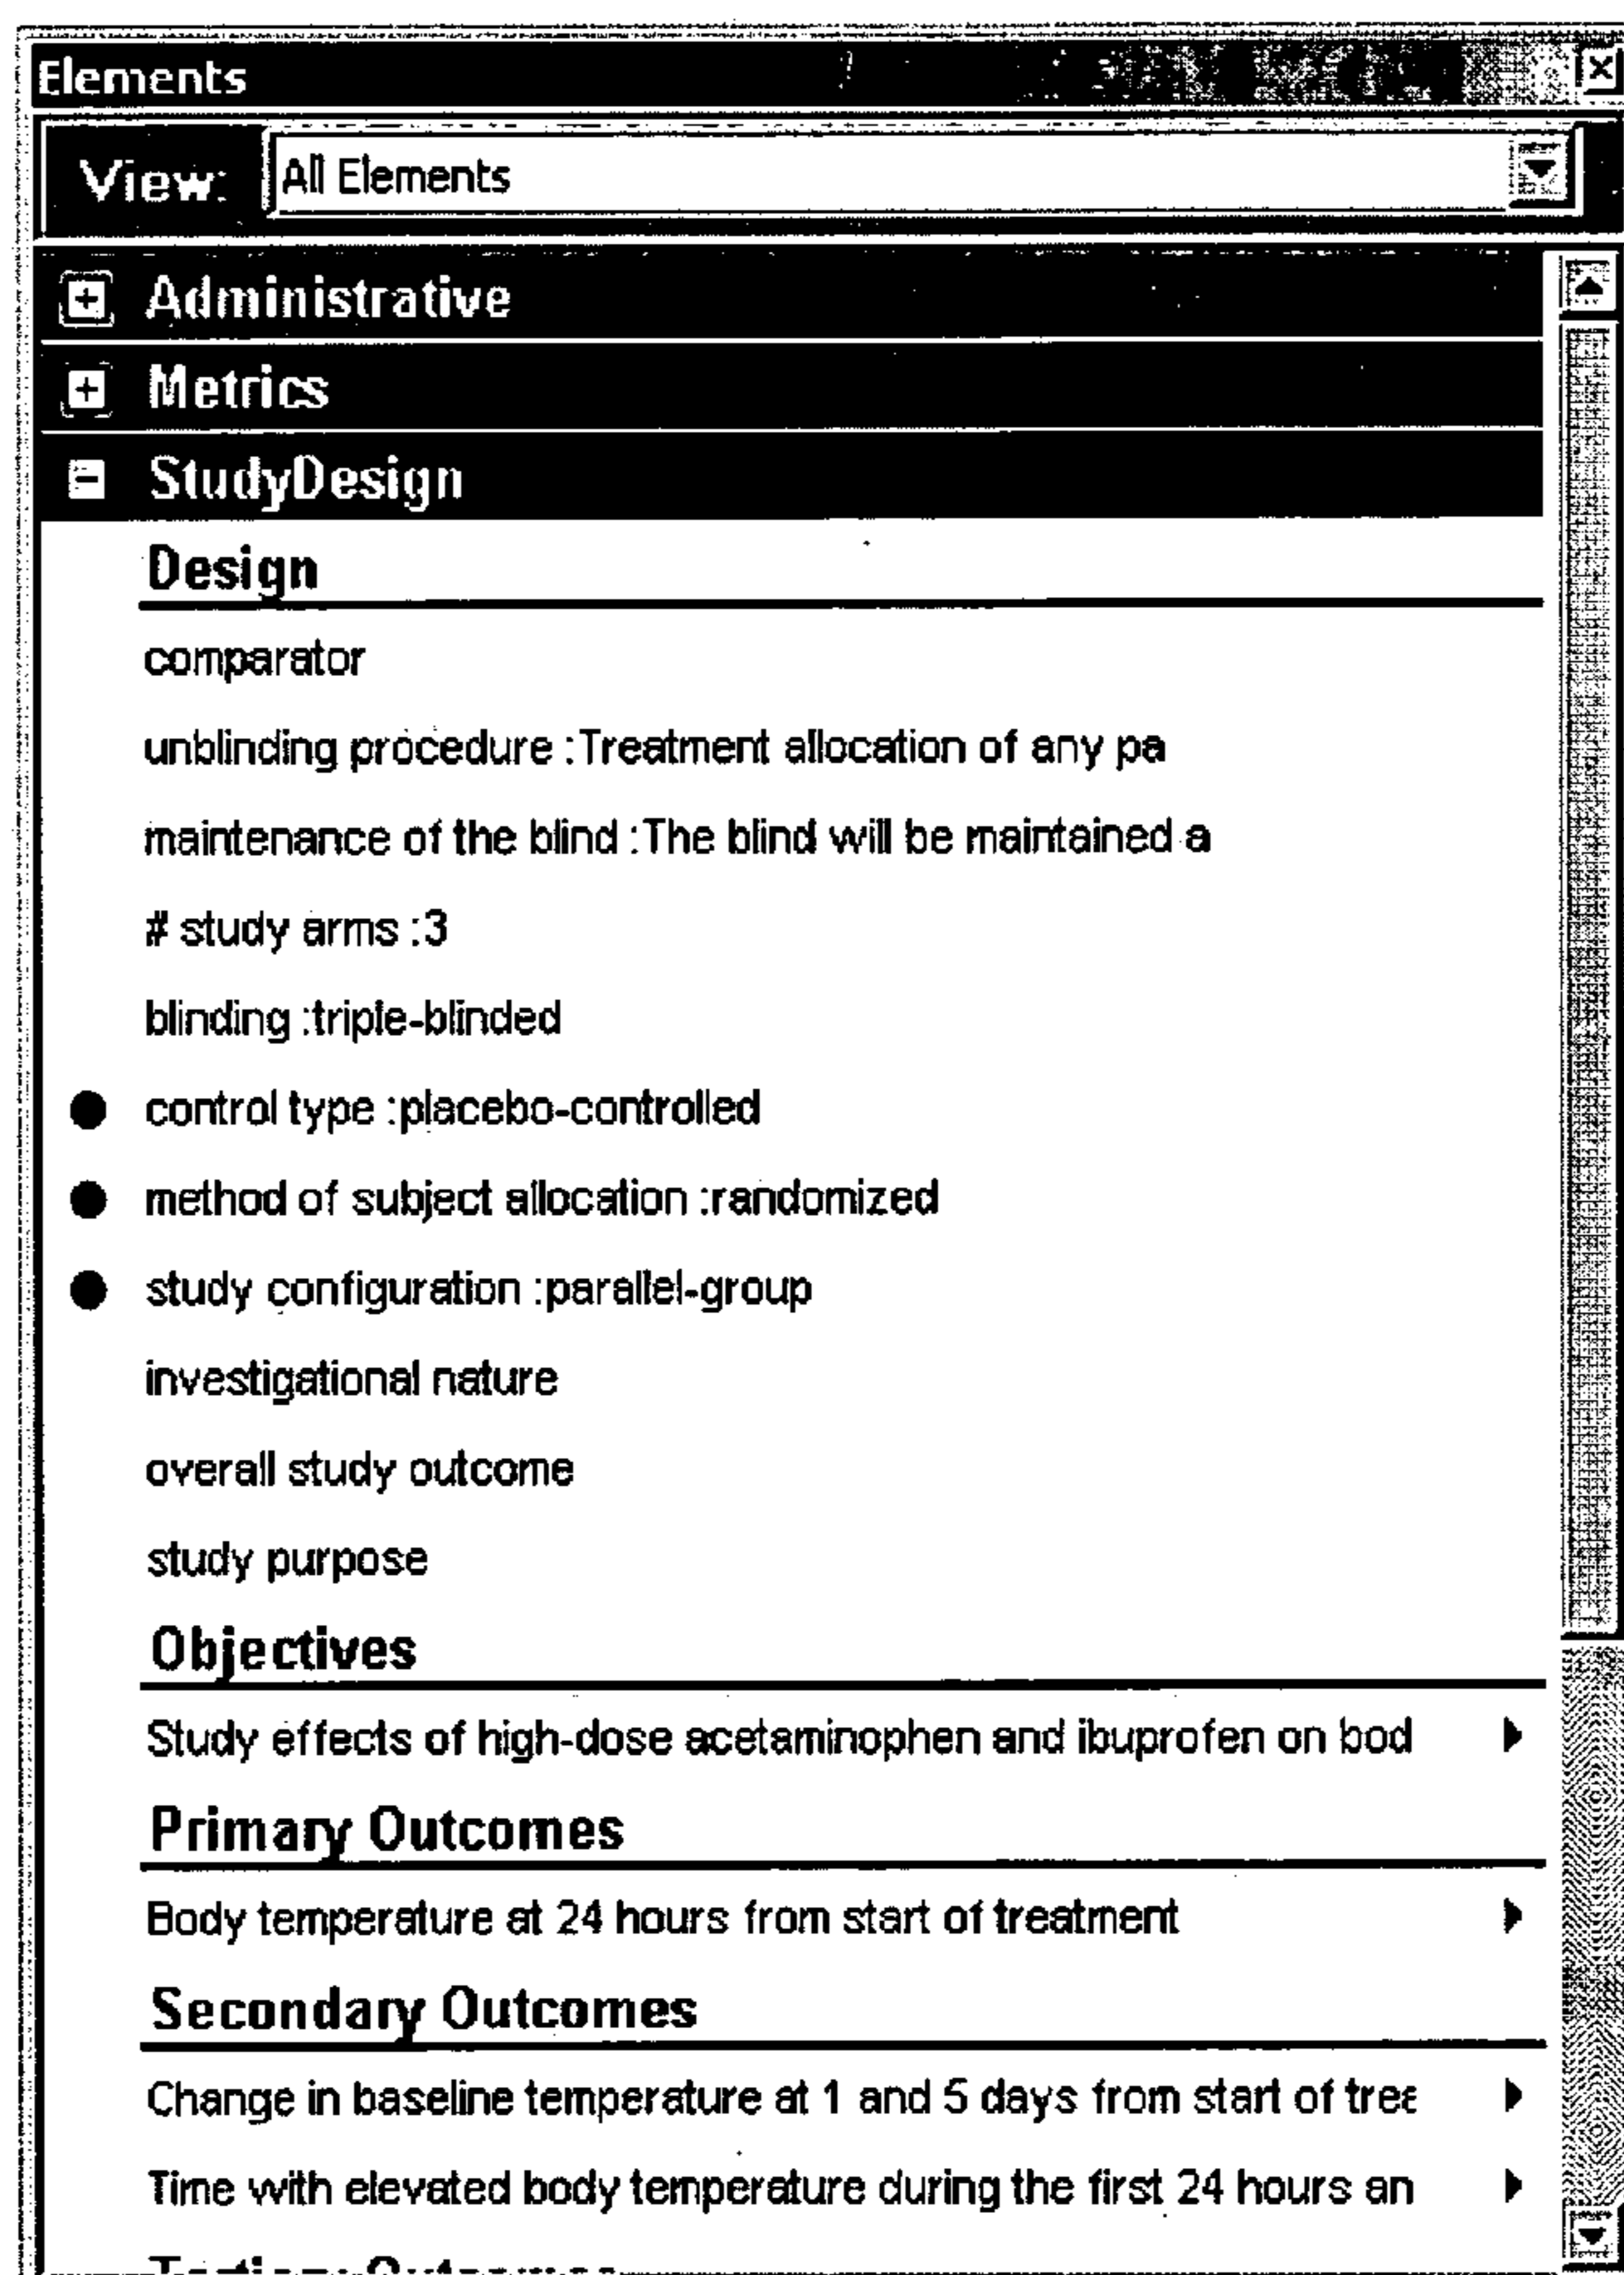 Elements
View: All Elements
Administrative
Metrics
StudyDesign
Design
comparator
unblinding procedure :Treatment allocation of any pa
maintenance of the blind :The blind will be maintained a
# study arms :3
blinding :triple-blinded
control type :placebo-controlled
method of subject allocation :randomized
study configuration :parallel-group
investigational nature
overall study outcome
study purpose
Objectives
Study effects of high-dose acetaminophen and ibuprofen on bod
Primary Outcomes
Body temperature at 24 hours from start of treatment
Secondary Outcomes
Change in baseline temperature at 1 and 5 days from start of trea
Time with elevated body temperature during the first 24 hours an
Tertiary Outcomes